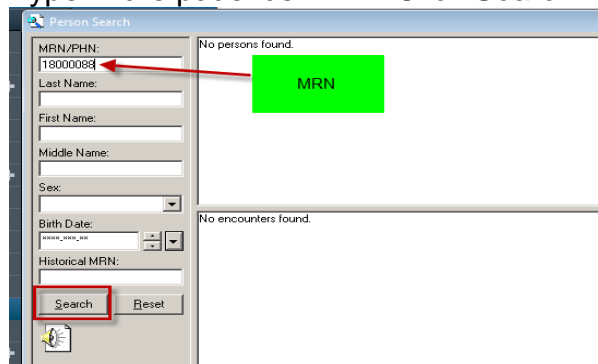 Person Search
MRN/PHN:
18000088
Last Name:
First Name:
Middle Name:
Sex:
Birth Date:
****-***-**
Historical MRN:
Search Reset
No persons found.
MRN
No encounters found.